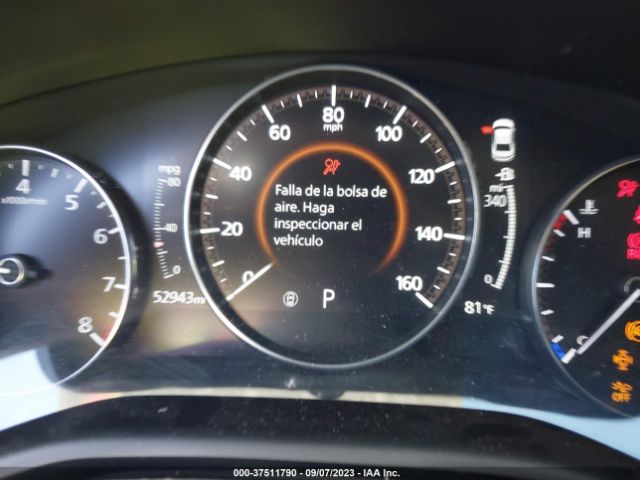 80
mph
60
100
40
120
20
140
0
160
Falla de la bolsa de
aire. Haga
inspeccionar el
vehículo
P
4
x1000r/min
5
6
7
8
mpg
80
40
0
52943mi
mi
340
0
81°F
H
C
OFF
000-37511790 - 09/07/2023 - IAA Inc.